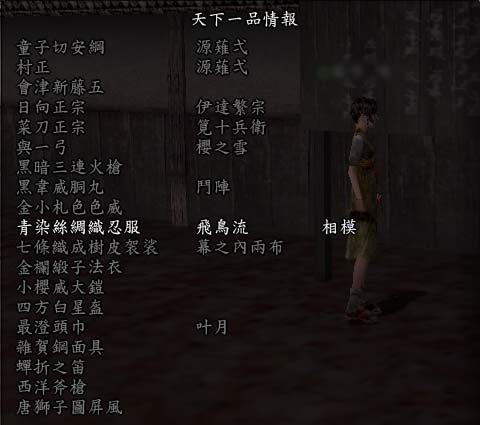 天下一品情報
童子切安綱 源薙弍
村正 源薙弍
會津新藤五
日向正宗 伊達繁宗
菜刀正宗 筧十兵衛
與一弓 櫻之雪
黑暗三連火槍
黑韋威胴丸 鬥陣
金小札色色威
青染絲綢織忍服 飛鳥流 相模
七條織成樹皮袈裟 幕之內兩布
金襴緞子法衣
小櫻威大鎧
四方白星盔
最澄頭巾 叶月
雜賀鋼面具
蟬折之笛
西洋斧槍
唐獅子圖屏風